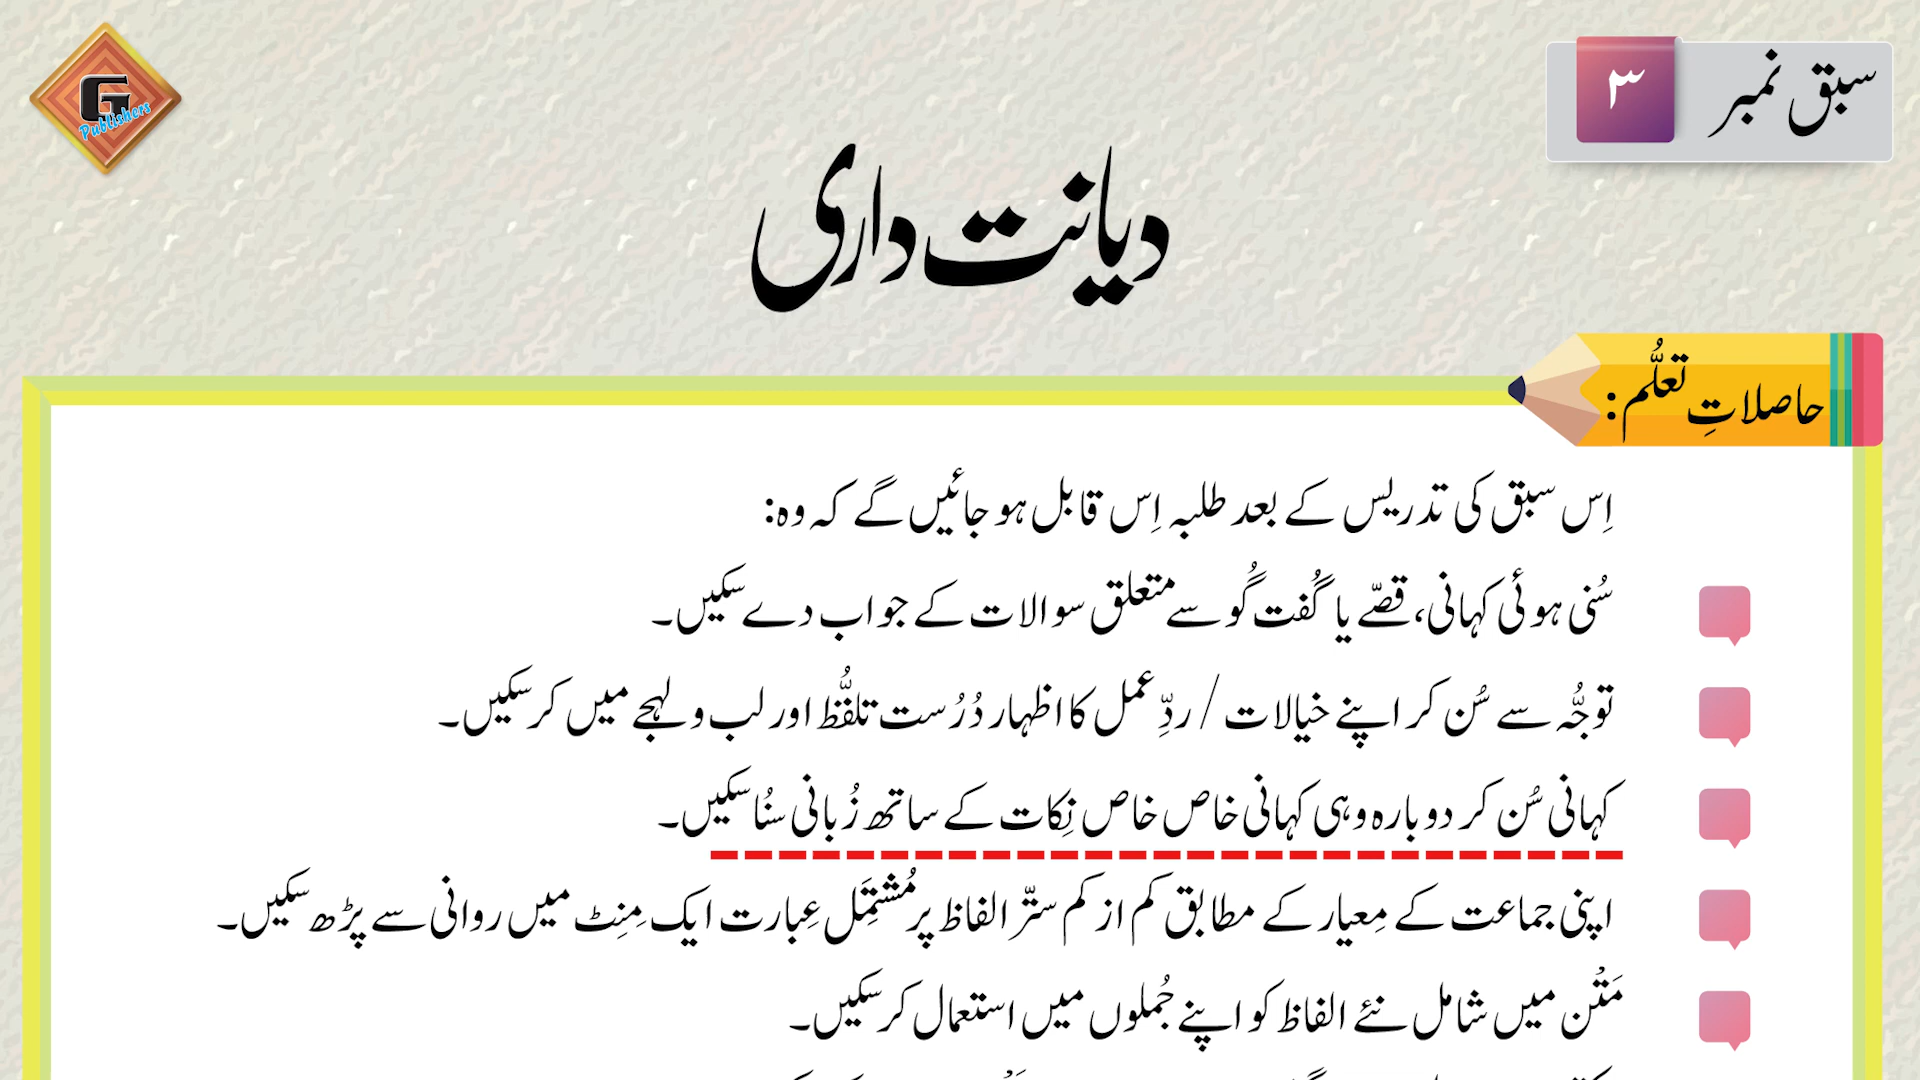 G
Publishers
سبق نمبر ۳
دیانت داری
حاصلاتِ تعلُّم:
اِس سبق کی تدریس کے بعد طلبہ اِس قابل ہو جائیں گے کہ وہ:
سُنی ہوئی کہانی، قصّے یا گُفت گُو سے متعلق سوالات کے جواب دے سکیں۔
توجُّہ سے سُن کر اپنے خیالات / ردِّ عمل کا اظہار دُرُست تلفُّظ اور لب و لہجے میں کر سکیں۔
کہانی سُن کر دوبارہ وہی کہانی خاص خاص نِکات کے ساتھ زُبانی سُنا سکیں۔
اپنی جماعت کے مِعیار کے مطابق کم از کم ستّر الفاظ پر مُشتَمِل عِبارت ایک مِنِٹ میں روانی سے پڑھ سکیں۔
مَتْن میں شامل نئے الفاظ کو اپنے جُملوں میں استعمال کر سکیں۔